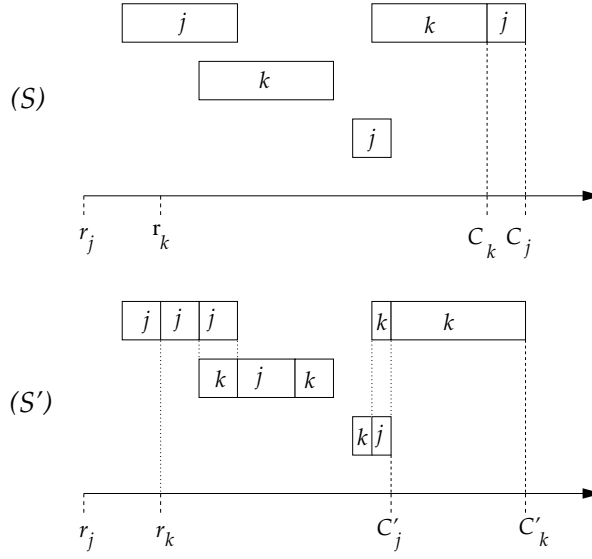 j k j
k
(S)
j
r_j r_k C_k C_j
j j j k k
k j k
(S')
k j
r_j r_k C'_j C'_k